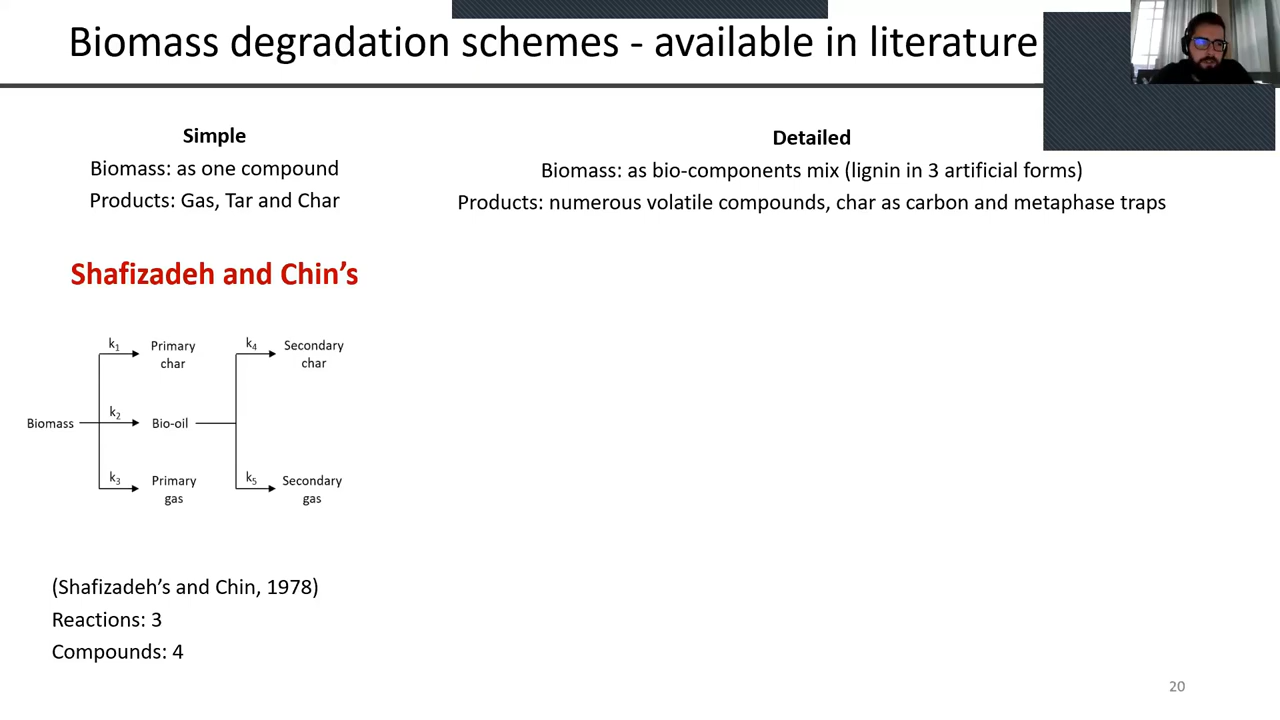 Biomass degradation schemes - available in literature
Simple
Biomass: as one compound
Products: Gas, Tar and Char
Detailed
Biomass: as bio-components mix (lignin in 3 artificial forms)
Products: numerous volatile compounds, char as carbon and metaphase traps
Shafizadeh and Chin's
k1
Primary
char
k4
Secondary
char
Biomass
k2
Bio-oil
k3
Primary
gas
k5
Secondary
gas
(Shafizadeh's and Chin, 1978)
Reactions: 3
Compounds: 4
20